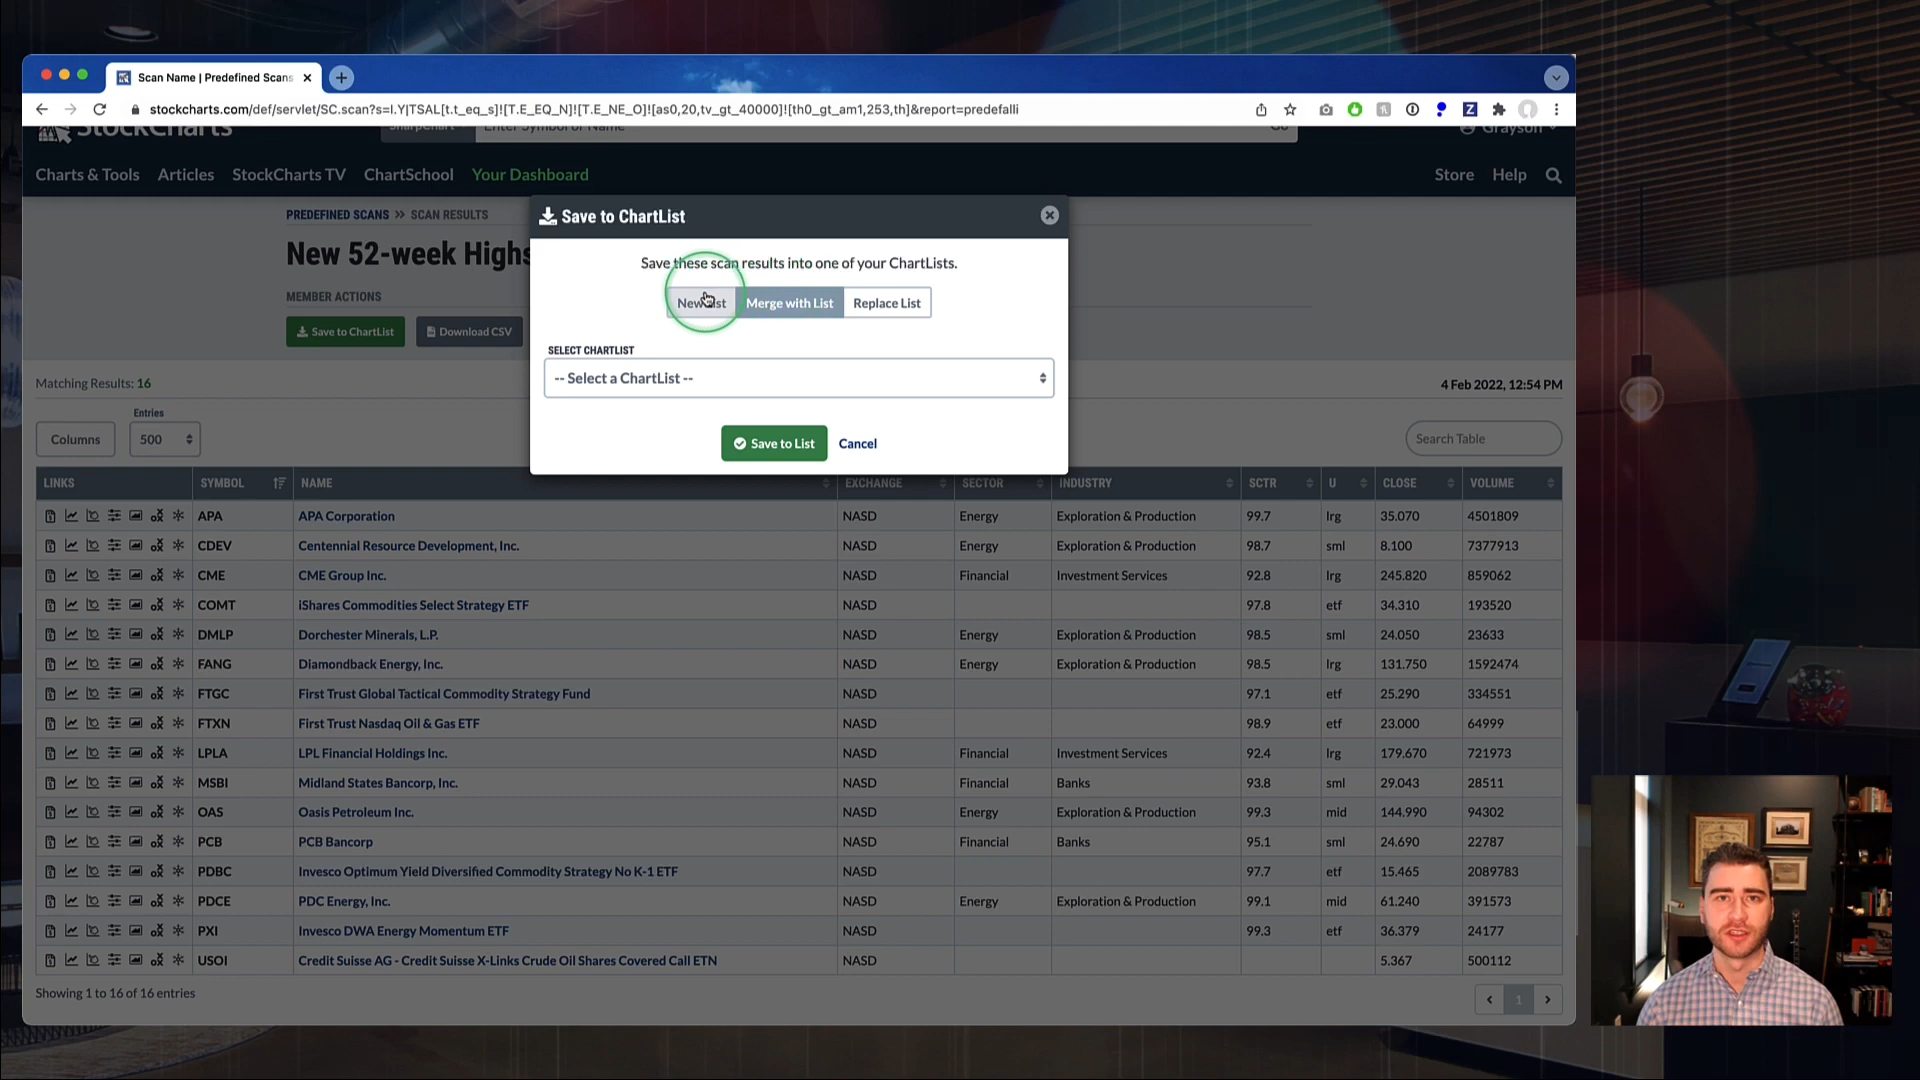 Scan Name | Predefined Scans
stockcharts.com/def/servlet/SC.scan?s=I.Y|TSAL[t.t_eq_s]![T.E_EQ_N]![T.E_NE_O]![as0,20,tv_gt_40000]![th0_gt_am1,253,th]&report=predefalli
StockCharts SharpChart Enter Symbol or Name Go Grayson
Charts & Tools Articles StockCharts TV ChartSchool Your Dashboard Store Help
PREDEFINED SCANS >> SCAN RESULTS
New 52-week Highs
MEMBER ACTIONS
Save to ChartList Download CSV
Save to ChartList
Save these scan results into one of your ChartLists.
New List Merge with List Replace List
SELECT CHARTLIST
-- Select a ChartList --
Save to List Cancel
Matching Results: 16 4 Feb 2022, 12:54 PM
Entries
Columns 500 Search Table
LINKS SYMBOL NAME EXCHANGE SECTOR INDUSTRY SCTR U CLOSE VOLUME
APA APA Corporation NASD Energy Exploration & Production 99.7 lrg 35.070 4501809
CDEV Centennial Resource Development, Inc. NASD Energy Exploration & Production 98.7 sml 8.100 7377913
CME CME Group Inc. NASD Financial Investment Services 92.8 lrg 245.820 859062
COMT iShares Commodities Select Strategy ETF NASD 97.8 etf 34.310 193520
DMLP Dorchester Minerals, L.P. NASD Energy Exploration & Production 98.5 sml 24.050 23633
FANG Diamondback Energy, Inc. NASD Energy Exploration & Production 98.5 lrg 131.750 1592474
FTGC First Trust Global Tactical Commodity Strategy Fund NASD 97.1 etf 25.290 334551
FTXN First Trust Nasdaq Oil & Gas ETF NASD 98.9 etf 23.000 64999
LPLA LPL Financial Holdings Inc. NASD Financial Investment Services 92.4 lrg 179.670 721973
MSBI Midland States Bancorp, Inc. NASD Financial Banks 93.8 sml 29.043 28511
OAS Oasis Petroleum Inc. NASD Energy Exploration & Production 99.3 mid 144.990 94302
PCB PCB Bancorp NASD Financial Banks 95.1 sml 24.690 22787
PDBC Invesco Optimum Yield Diversified Commodity Strategy No K-1 ETF NASD 97.7 etf 15.465 2089783
PDCE PDC Energy, Inc. NASD Energy Exploration & Production 99.1 mid 61.240 391573
PXI Invesco DWA Energy Momentum ETF NASD 99.3 etf 36.379 24177
USOI Credit Suisse AG - Credit Suisse X-Links Crude Oil Shares Covered Call ETN NASD 5.367 500112
Showing 1 to 16 of 16 entries 1